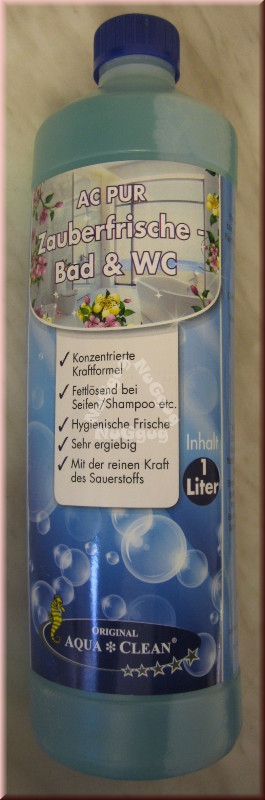 AC PUR
Zauberfrische -
Bad & WC
✓ Konzentrierte
Kraftformel
✓ Fettlösend bei
Seifen/Shampoo etc.
✓ Hygienische Frische
✓ Sehr ergiebig
✓ Mit der reinen Kraft
des Sauerstoffs
Inhalt
1
Liter
ORIGINAL
AQUA ✻ CLEAN®
NuGgug